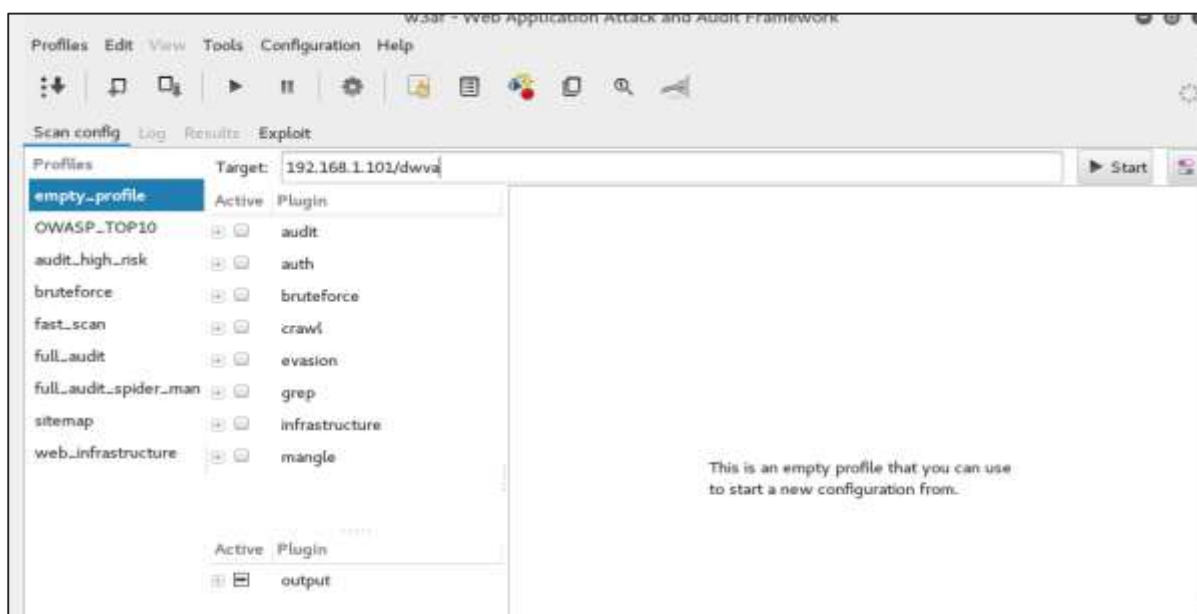 w3af - Web Application Attack and Audit Framework
Profiles Edit View Tools Configuration Help
Scan config Log Results Exploit
Profiles
Target: 192.168.1.101/dwva
Start
empty_profile
OWASP_TOP10
audit_high_risk
bruteforce
fast_scan
full_audit
full_audit_spider_man
sitemap
web_infrastructure
Active Plugin
audit
auth
bruteforce
crawl
evasion
grep
infrastructure
mangle
Active Plugin
output
This is an empty profile that you can use
to start a new configuration from.